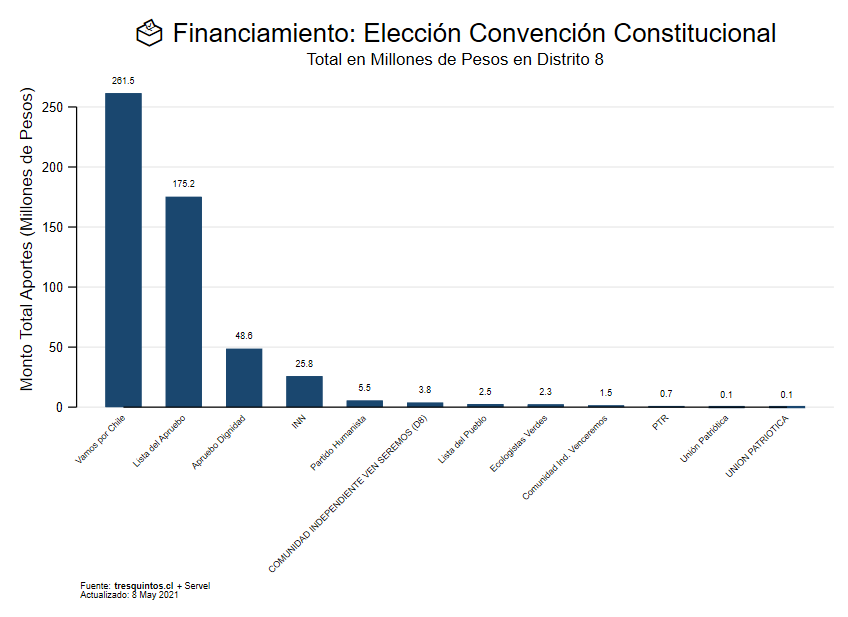 Financiamiento: Elección Convención Constitucional
Total en Millones de Pesos en Distrito 8
Monto Total Aportes (Millones de Pesos)
250
200
150
100
50
0
261.5
175.2
48.6
25.8
5.5
3.8
2.5
2.3
1.5
0.7
0.1
0.1
Vamos por Chile
Lista del Apruebo
Apruebo Dignidad
INN
Partido Humanista
COMUNIDAD INDEPENDIENTE VEN SEREMOS (D8)
Lista del Pueblo
Ecologistas Verdes
Comunidad Ind. Venceremos
PTR
Unión Patriótica
UNION PATRIOTICA
Fuente: tresquintos.cl + Servel
Actualizado: 8 May 2021